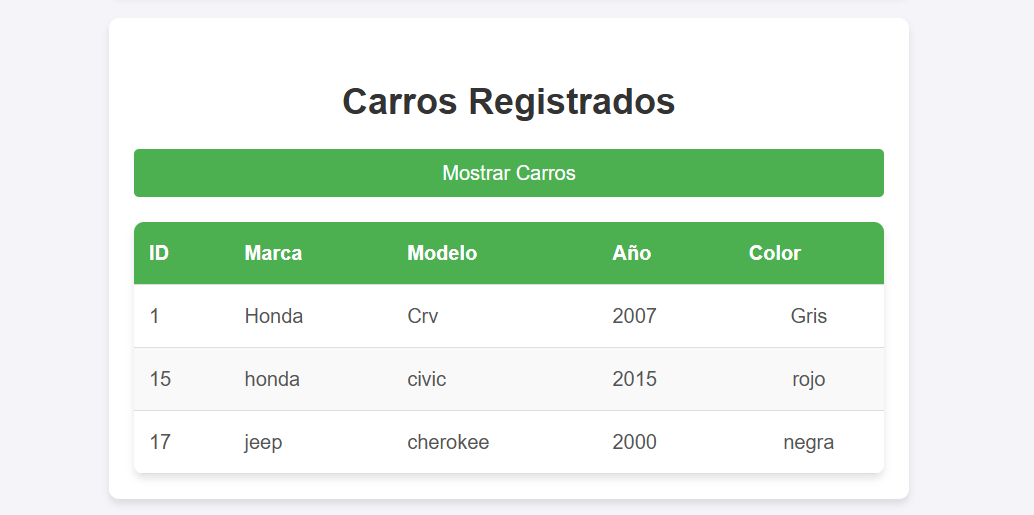 Carros Registrados
Mostrar Carros
ID Marca Modelo Año Color
1 Honda Crv 2007 Gris
15 honda civic 2015 rojo
17 jeep cherokee 2000 negra